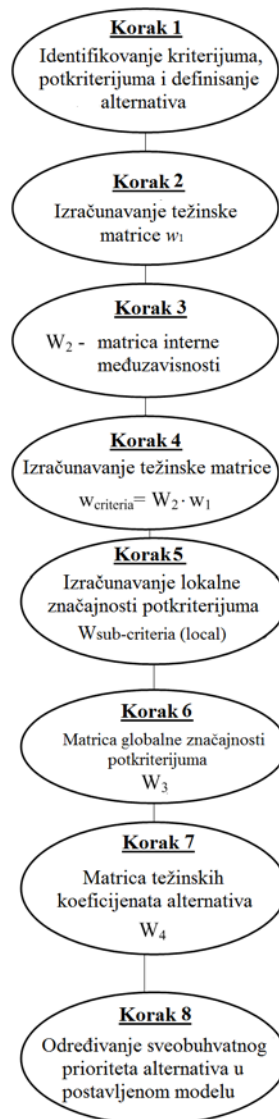 Korak 1
Identifikovanje kriterijuma,
potkriterijuma i definisanje
alternativa
Korak 2
Izračunavanje težinske
matrice w₁
Korak 3
W₂ - matrica interne
međuzavisnosti
Korak 4
Izračunavanje težinske matrice
w_criteria= W₂ · w₁
Korak5
Izračunavanje lokalne
značajnosti potkriterijuma
Wsub-criteria (local)
Korak 6
Matrica globalne značajnosti
potkriterijuma
W₃
Korak 7
Matrica težinskih
koeficijenata alternativa
W₄
Korak 8
Određivanje sveobuhvatnog
prioriteta alternativa u
postavljenom modelu